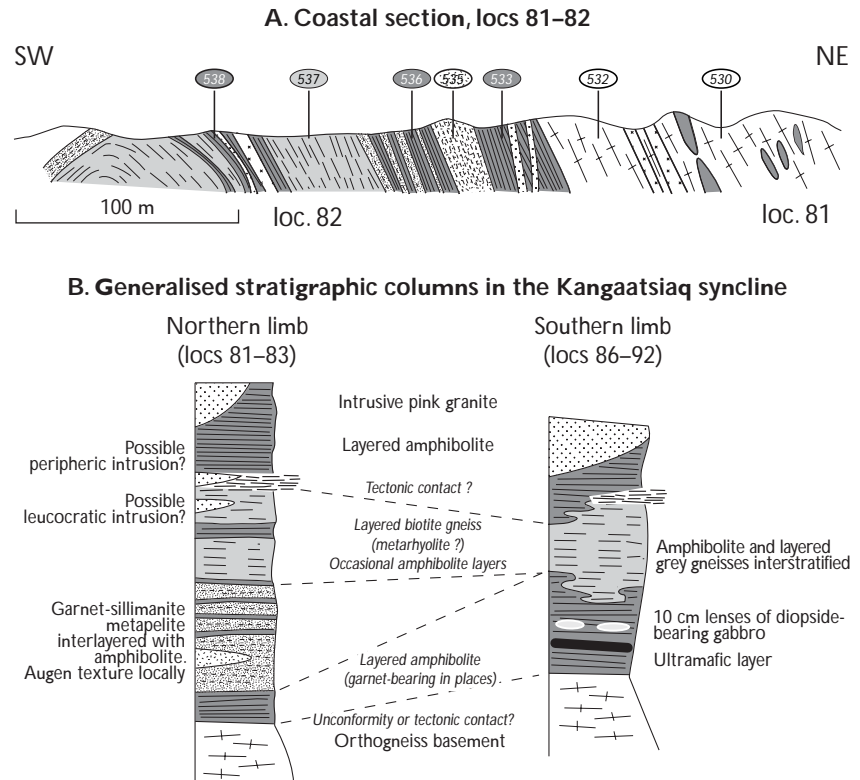 A. Coastal section, locs 81–82
SW
NE
538
537
536
535
533
532
530
100 m
loc. 82
loc. 81
B. Generalised stratigraphic columns in the Kangaatsiaq syncline
Northern limb
(locs 81–83)
Southern limb
(locs 86–92)
Intrusive pink granite
Possible
peripheric intrusion?
Layered amphibolite
Tectonic contact ?
Possible
leucocratic intrusion?
Layered biotite gneiss
(metarhyolite ?)
Occasional amphibolite layers
Amphibolite and layered
grey gneisses interstratified
Garnet-sillimanite
metapelite
interlayered with
amphibolite.
Augen texture locally
10 cm lenses of diopside-
bearing gabbro
Ultramafic layer
Layered amphibolite
(garnet-bearing in places)
Unconformity or tectonic contact?
Orthogneiss basement